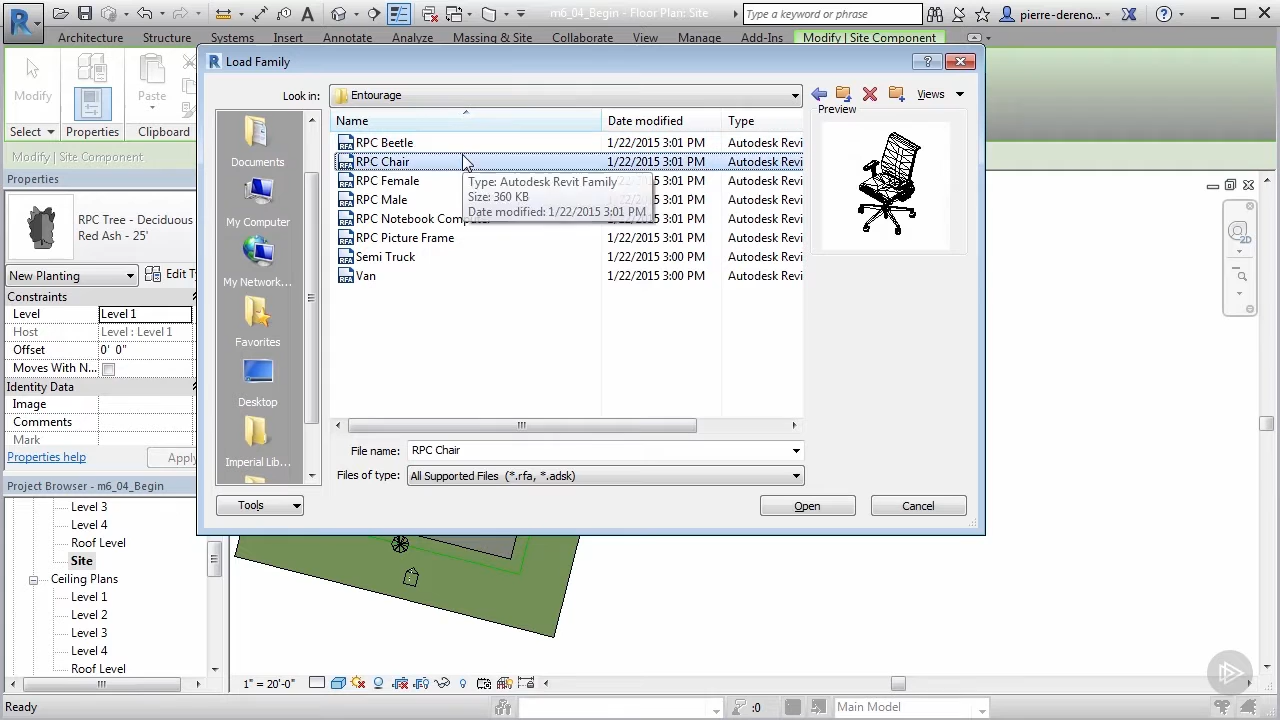 m6_04_Begin - Floor Plan: Site
Type a keyword or phrase
pierre-dereno...
Architecture
Structure
Systems
Insert
Annotate
Analyze
Massing & Site
Collaborate
View
Manage
Add-Ins
Modify | Site Component
Modify
Paste
Select
Properties
Clipboard
Modify | Site Component
Properties
RPC Tree - Deciduous
Red Ash - 25'
New Planting
Edit T
Constraints
Level
Level 1
Host
Level : Level 1
Offset
0'  0"
Moves With N...
Identity Data
Image
Comments
Mark
Properties help
Apply
Project Browser - m6_04_Begin
Level 3
Level 4
Roof Level
Site
Ceiling Plans
Level 1
Level 2
Level 3
Level 4
Roof Level
Ready
Load Family
Look in:
Entourage
Views
Documents
My Computer
My Network...
Favorites
Desktop
Imperial Lib...
Name
Date modified
Type
RPC Beetle
1/22/2015 3:01 PM
Autodesk Revi
RPC Chair
1/22/2015 3:01 PM
Autodesk Revi
RPC Female
3:01 PM
Autodesk Revi
RPC Male
3:01 PM
Autodesk Revi
RPC Notebook Com
3:01 PM
Autodesk Revi
RPC Picture Frame
1/22/2015 3:01 PM
Autodesk Revi
Semi Truck
1/22/2015 3:00 PM
Autodesk Revi
Van
1/22/2015 3:00 PM
Autodesk Revi
Type: Autodesk Revit Family
Size: 360 KB
Date modified: 1/22/2015 3:01 PM
Preview
File name:
RPC Chair
Files of type:
All Supported Files  (*.rfa, *.adsk)
Tools
Open
Cancel
2D
1" = 20'-0"
:0
Main Model